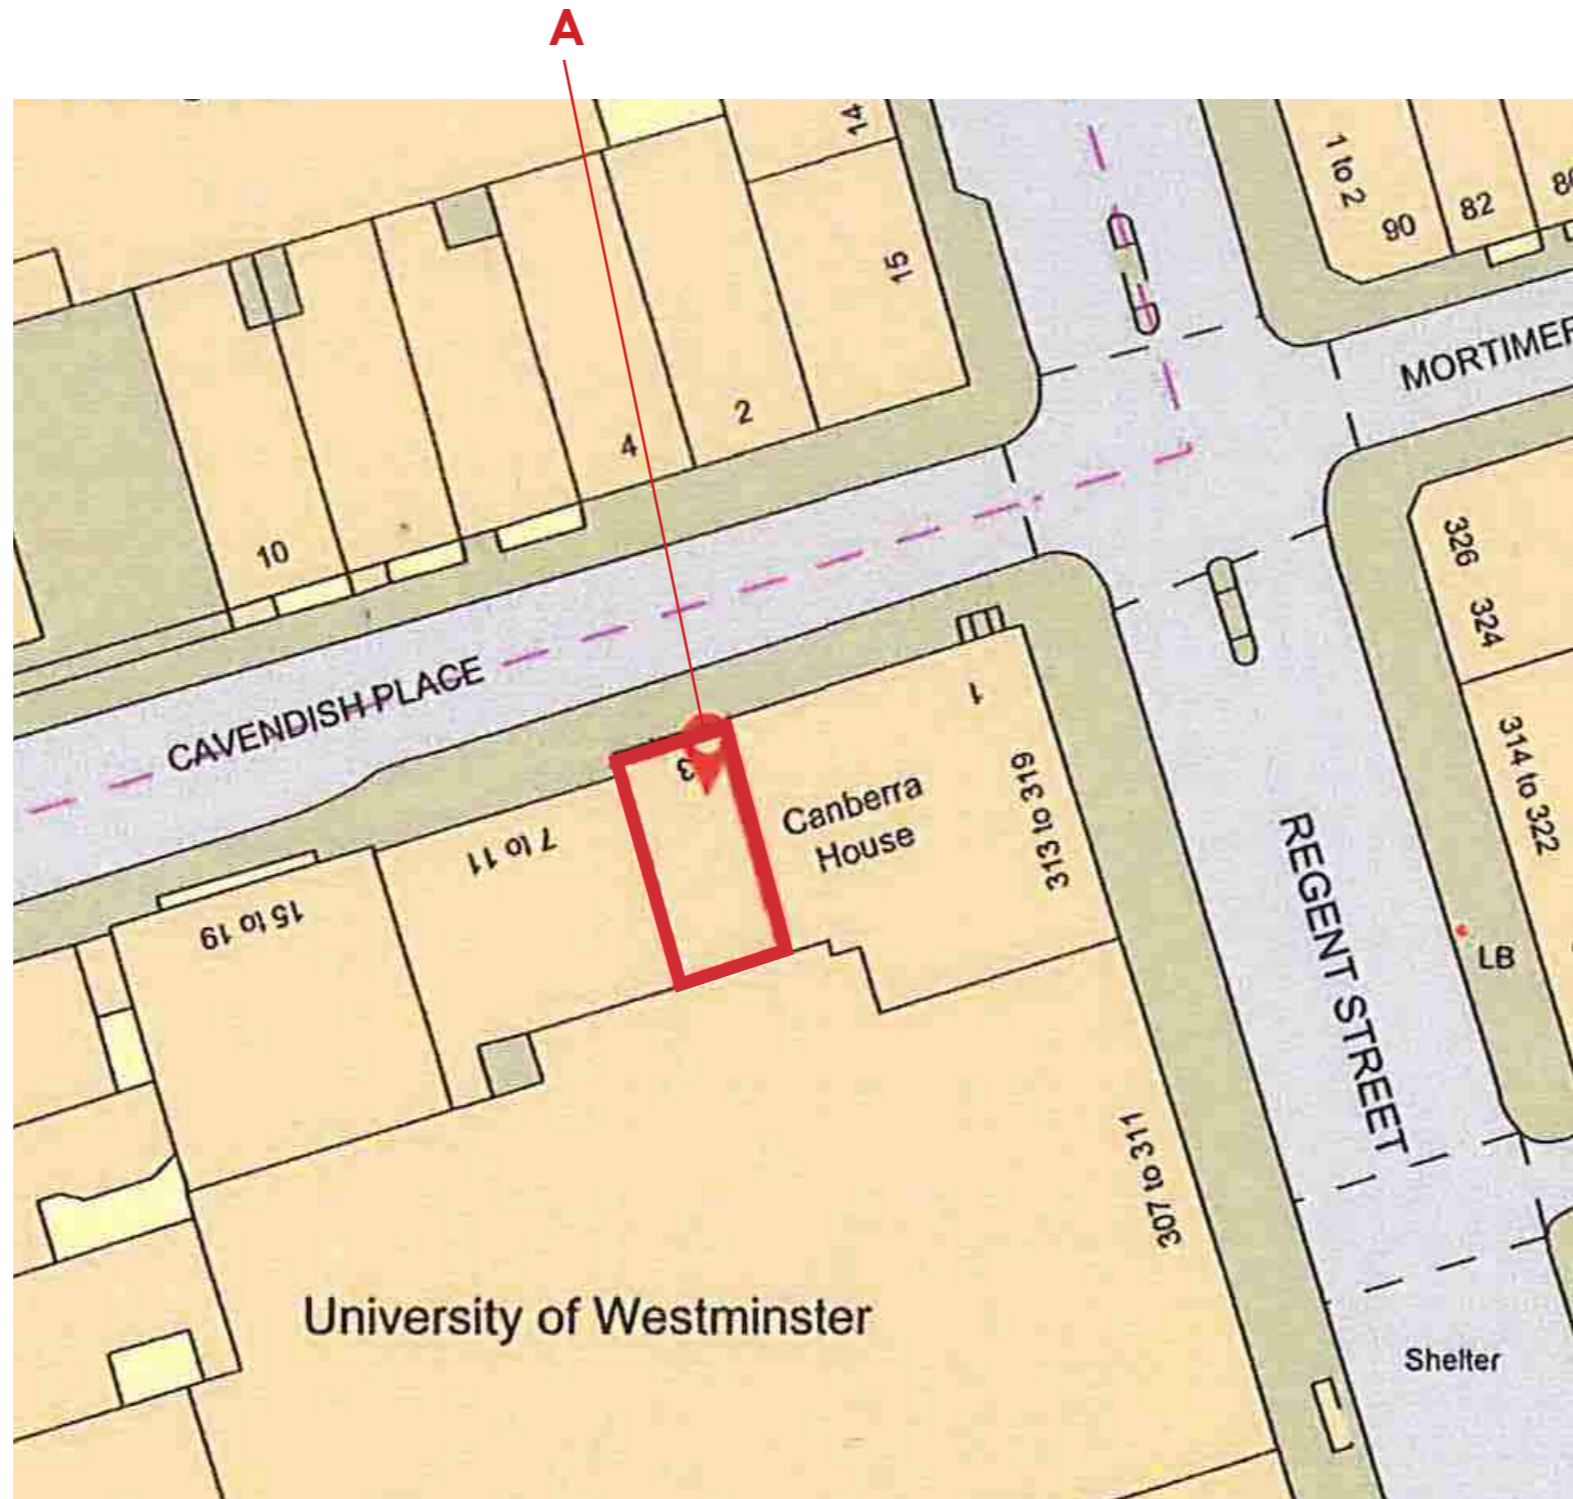 A
14
15
1 to 2
90
82
MORTIMER
2
4
10
326
324
CAVENDISH PLACE
1
3
Canberra
House
313 to 319
314 to 322
7 to 11
15 to 19
REGENT STREET
LB
307 to 311
University of Westminster
Shelter